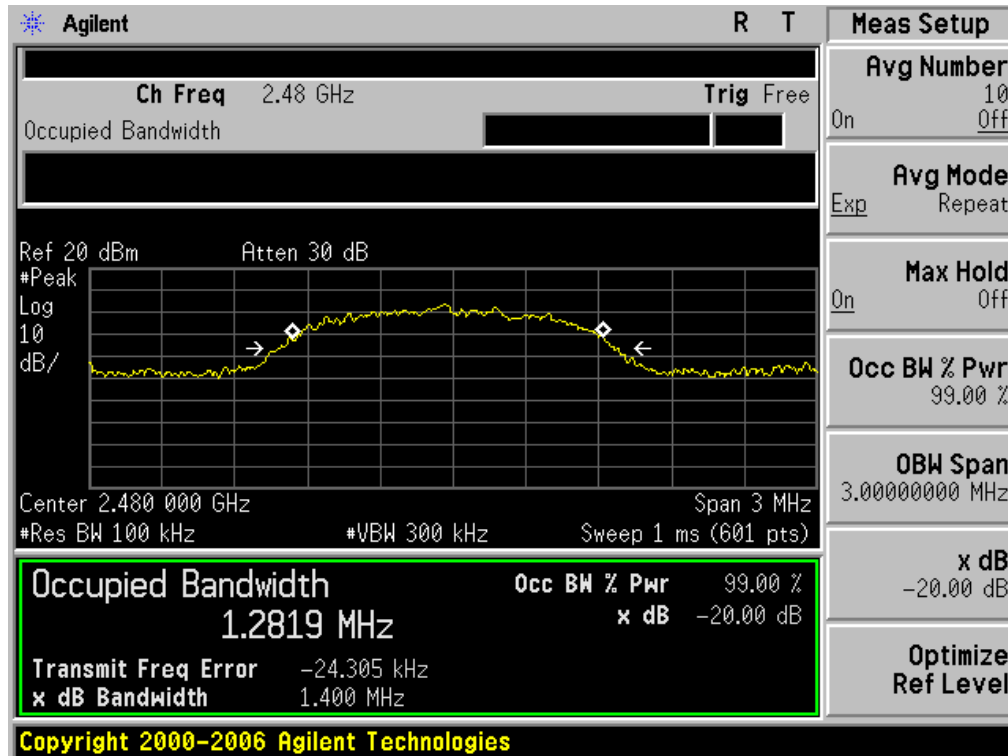 Agilent R T
Ch Freq 2.48 GHz Trig Free
Occupied Bandwidth
Ref 20 dBm Atten 30 dB
#Peak
Log
10
dB/
Center 2.480 000 GHz Span 3 MHz
#Res BW 100 kHz #VBW 300 kHz Sweep 1 ms (601 pts)
Occupied Bandwidth
1.2819 MHz
Occ BW % Pwr 99.00 %
x dB -20.00 dB
Transmit Freq Error -24.305 kHz
x dB Bandwidth 1.400 MHz
Copyright 2000-2006 Agilent Technologies
Meas Setup
Avg Number
10
On Off
Avg Mode
Exp Repeat
Max Hold
On Off
Occ BW % Pwr
99.00 %
OBW Span
3.00000000 MHz
x dB
-20.00 dB
Optimize
Ref Level